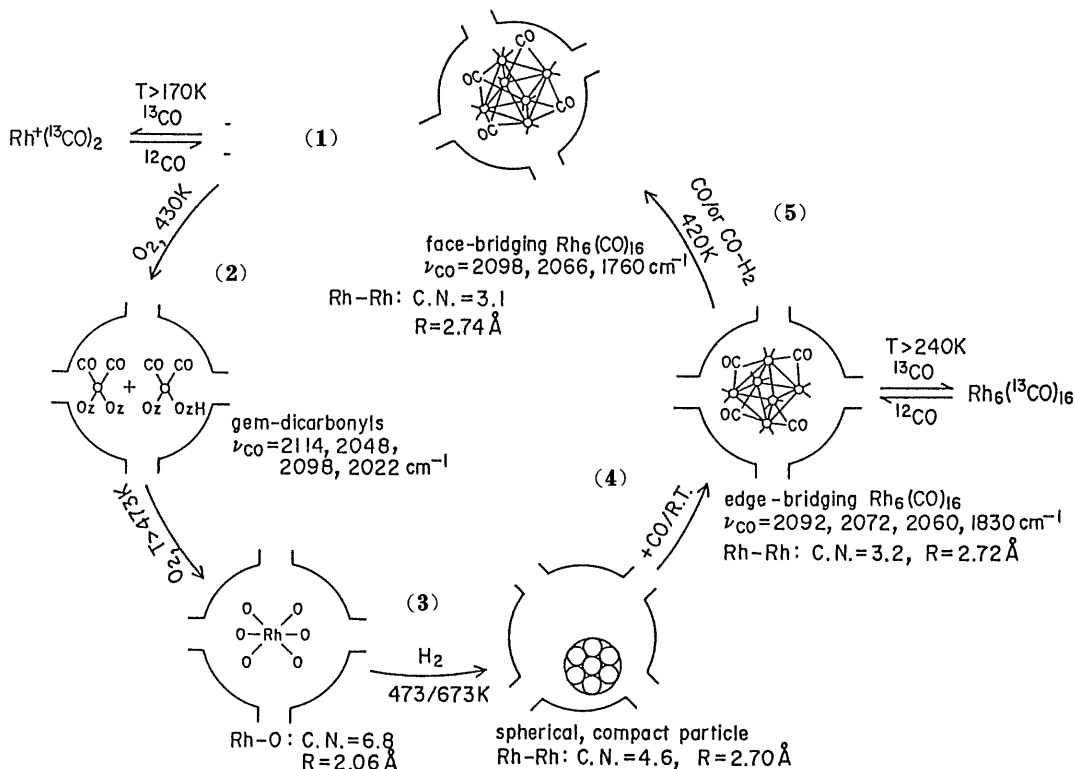 CO
OC
CO
OC
CO
T>170K
¹³CO
Rh⁺(¹³CO)₂
¹²CO
(1)
O₂, 430K
(2)
CO/or CO-H₂
420K
(5)
face-bridging Rh₆(CO)₁₆
νCO=2098, 2066, 1760 cm⁻¹
Rh-Rh: C.N.=3.1
R=2.74 Å
CO CO CO CO
+
Oz Oz Oz OzH
gem-dicarbonyls
νCO=2114, 2048,
2098, 2022 cm⁻¹
OC CO
OC CO
T>240K
¹³CO
Rh₆(¹³CO)₁₆
¹²CO
(4)
+CO/R.T.
edge-bridging Rh₆(CO)₁₆
νCO=2092, 2072, 2060, 1830 cm⁻¹
Rh-Rh: C.N.=3.2, R=2.72 Å
O₂, T>473K
O O
O-Rh-O
O O
(3)
H₂
473/673K
Rh-O: C.N.=6.8
R=2.06 Å
spherical, compact particle
Rh-Rh: C.N.=4.6, R=2.70 Å